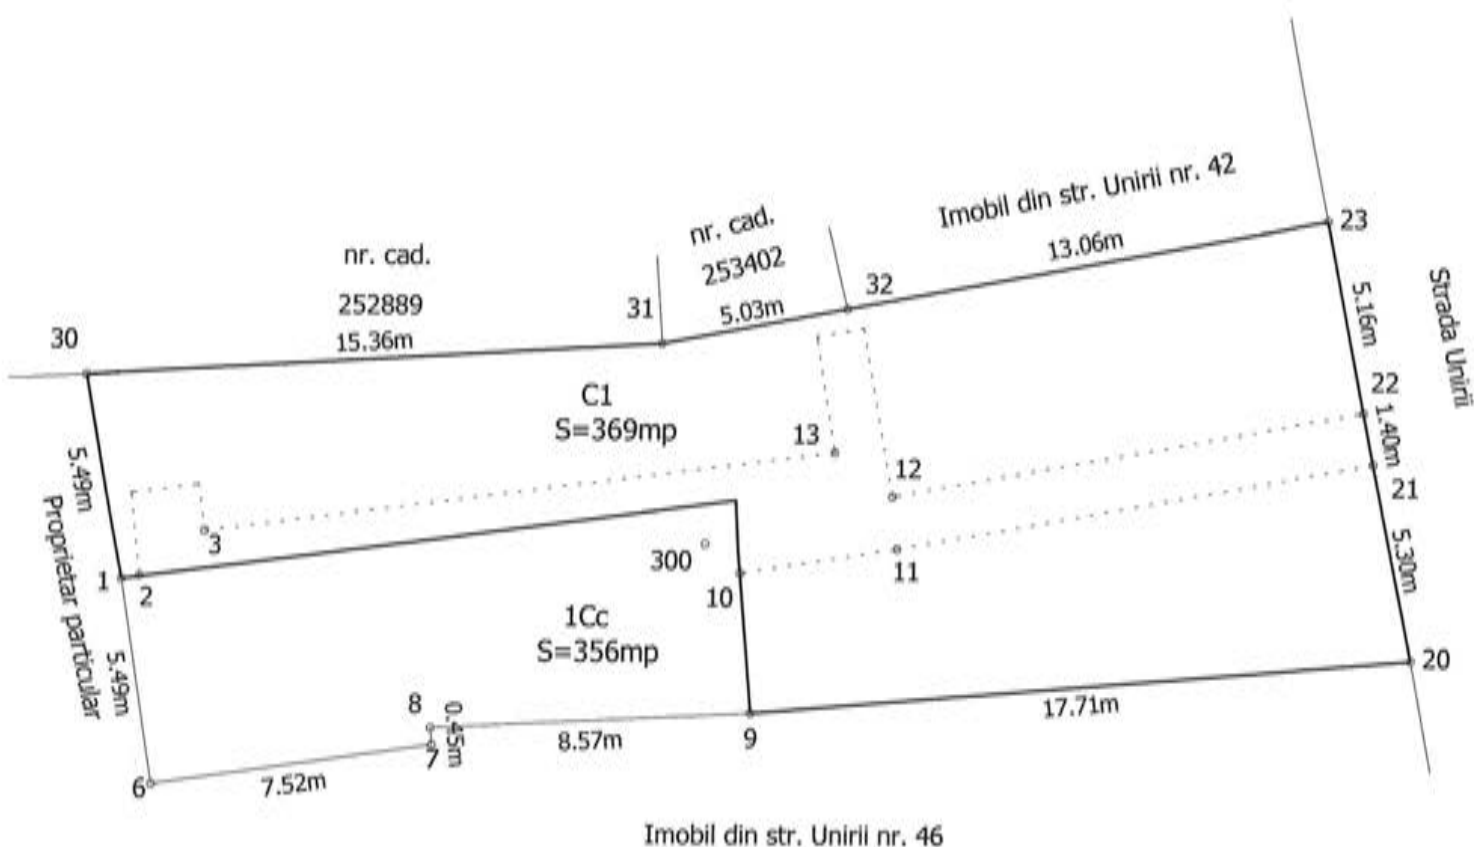 Imobil din str. Unirii nr. 42
13.06m
23
nr. cad.
253402
5.03m
32
nr. cad.
252889
15.36m
31
30
Strada Unirii
5.16m
22
1.40m
21
5.30m
20
C1
S=369mp
13
12
11
5.49m
Proprietar particular
3
1
2
300
10
1Cc
S=356mp
5.49m
8
0.45m
7
8.57m
9
17.71m
6
7.52m
Imobil din str. Unirii nr. 46